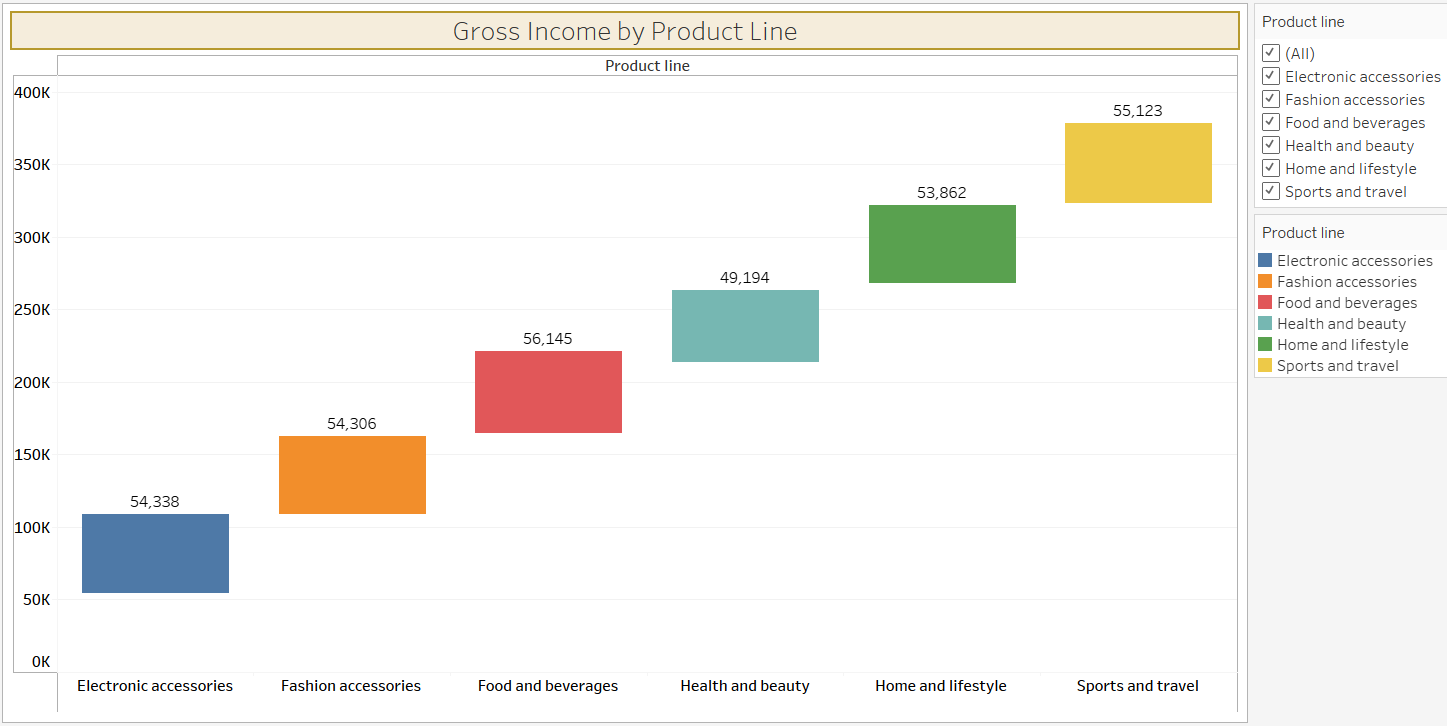 Gross Income by Product Line
Product line
400K
350K
300K
250K
200K
150K
100K
50K
0K
54,338
54,306
56,145
49,194
53,862
55,123
Electronic accessories
Fashion accessories
Food and beverages
Health and beauty
Home and lifestyle
Sports and travel
Product line
(All)
Electronic accessories
Fashion accessories
Food and beverages
Health and beauty
Home and lifestyle
Sports and travel
Product line
Electronic accessories
Fashion accessories
Food and beverages
Health and beauty
Home and lifestyle
Sports and travel